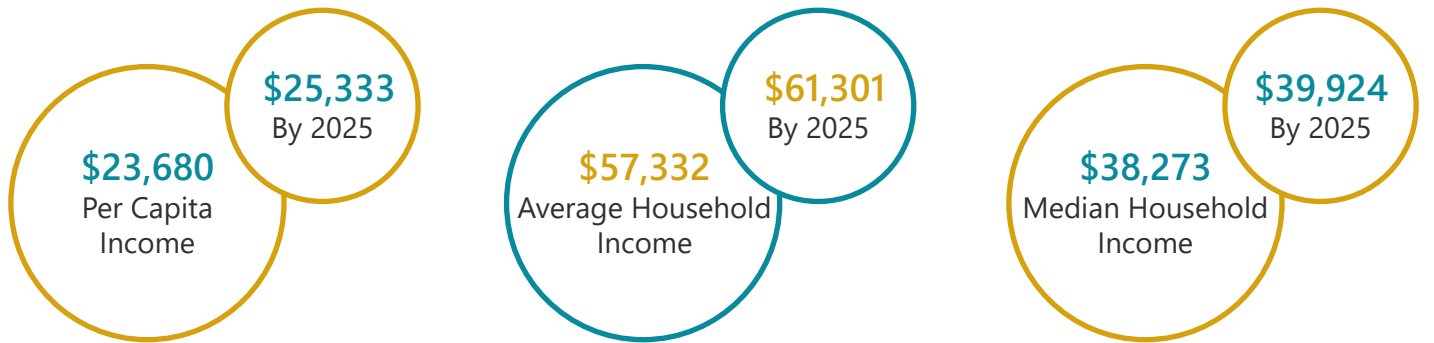 $25,333
By 2025
$23,680
Per Capita
Income
$61,301
By 2025
$57,332
Average Household
Income
$39,924
By 2025
$38,273
Median Household
Income